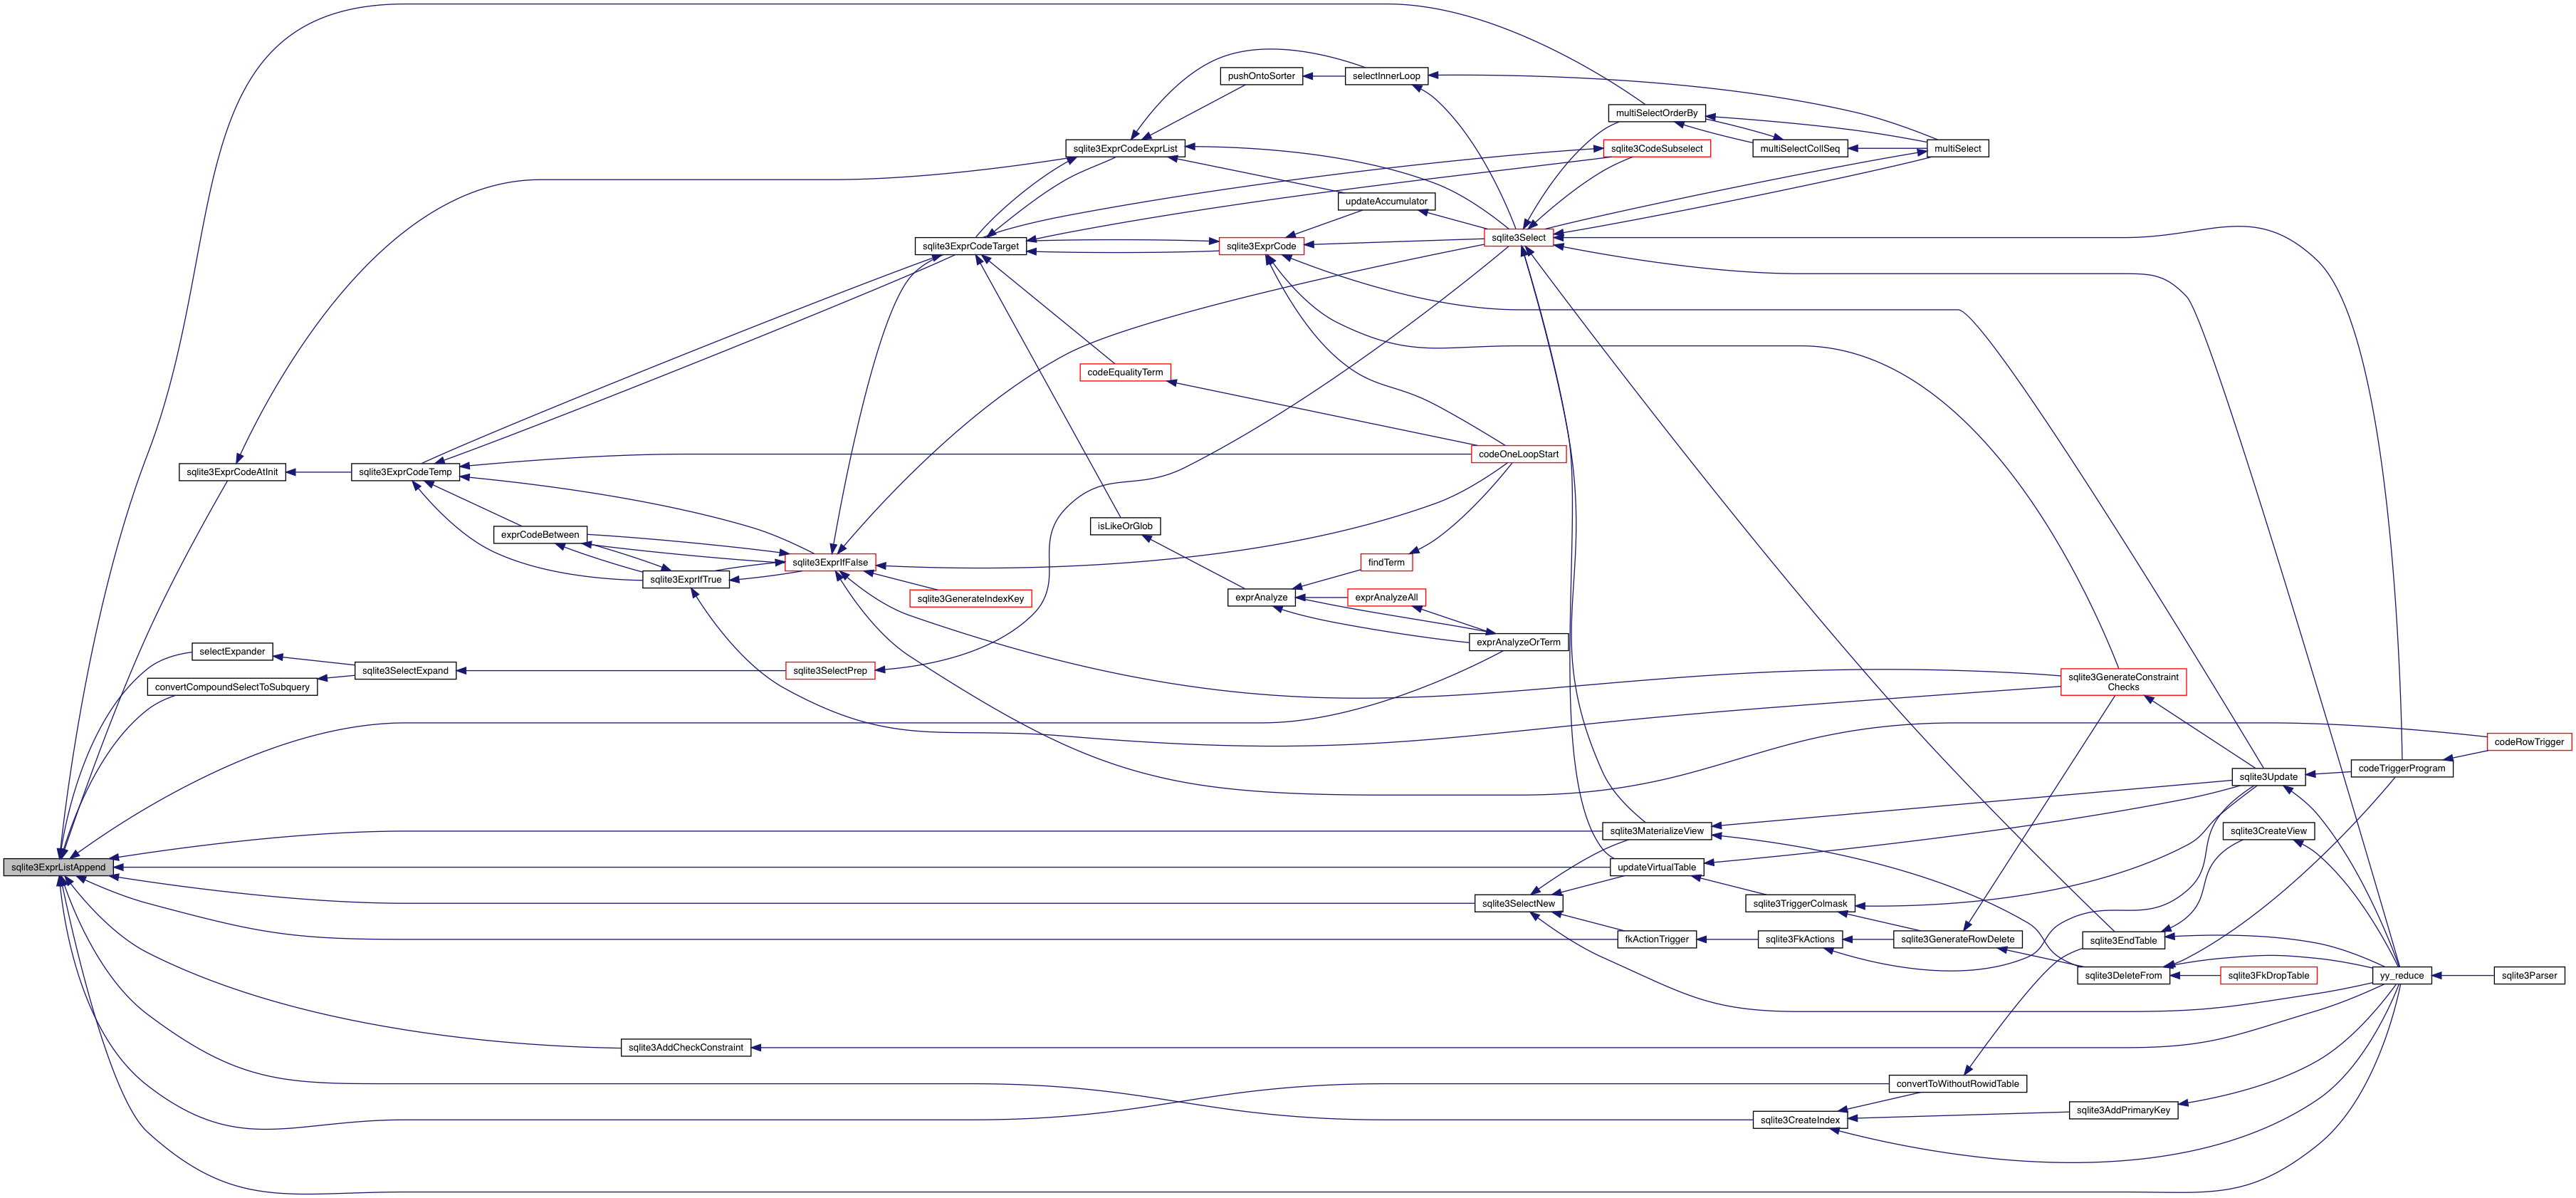 pushOntoSorter
selectInnerLoop
multiSelectOrderBy
sqlite3ExprCodeExprList
sqlite3CodeSubselect
multiSelectCollSeq
multiSelect
updateAccumulator
sqlite3ExprCodeTarget
sqlite3ExprCode
sqlite3Select
codeEqualityTerm
codeOneLoopStart
sqlite3ExprCodeAtInit
sqlite3ExprCodeTemp
isLikeOrGlob
exprCodeBetween
sqlite3ExprIfFalse
findTerm
sqlite3ExprIfTrue
sqlite3GenerateIndexKey
exprAnalyze
exprAnalyzeAll
exprAnalyzeOrTerm
selectExpander
sqlite3SelectExpand
sqlite3SelectPrep
convertCompoundSelectToSubquery
sqlite3GenerateConstraint
Checks
codeRowTrigger
codeTriggerProgram
sqlite3Update
sqlite3MaterializeView
sqlite3CreateView
sqlite3ExprListAppend
updateVirtualTable
sqlite3SelectNew
sqlite3TriggerColmask
fkActionTrigger
sqlite3FkActions
sqlite3GenerateRowDelete
sqlite3EndTable
sqlite3DeleteFrom
sqlite3FkDropTable
yy_reduce
sqlite3Parser
sqlite3AddCheckConstraint
convertToWithoutRowidTable
sqlite3AddPrimaryKey
sqlite3CreateIndex